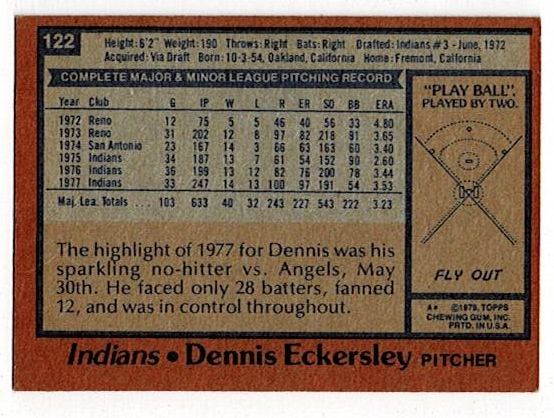 122
Height: 6'2" Weight: 190 Throws: Right Bats: Right Drafted: Indians #3 - June, 1972
Acquired: Via Draft Born: 10-3-54, Oakland, California Home: Fremont, California
COMPLETE MAJOR & MINOR LEAGUE PITCHING RECORD
Year Club G IP W L R ER SO BB ERA
1972 Reno 12 75 5 5 46 40 56 33 4.80
1973 Reno 31 202 12 8 97 82 218 91 3.65
1974 San Antonio 23 167 14 3 66 63 163 60 3.40
1975 Indians 34 187 13 7 61 54 152 90 2.60
1976 Indians 36 199 13 12 82 76 200 78 3.44
1977 Indians 33 247 14 13 100 97 191 54 3.53
Maj. Lea. Totals ... 103 633 40 32 243 227 543 222 3.23
The highlight of 1977 for Dennis was his
sparkling no-hitter vs. Angels, May
30th. He faced only 28 batters, fanned
12, and was in control throughout.
"PLAY BALL".
PLAYED BY TWO.
FLY OUT
A* ©1978, TOPPS
CHEWING GUM, INC.
PRTD. IN U.S.A.
Indians • Dennis Eckersley PITCHER